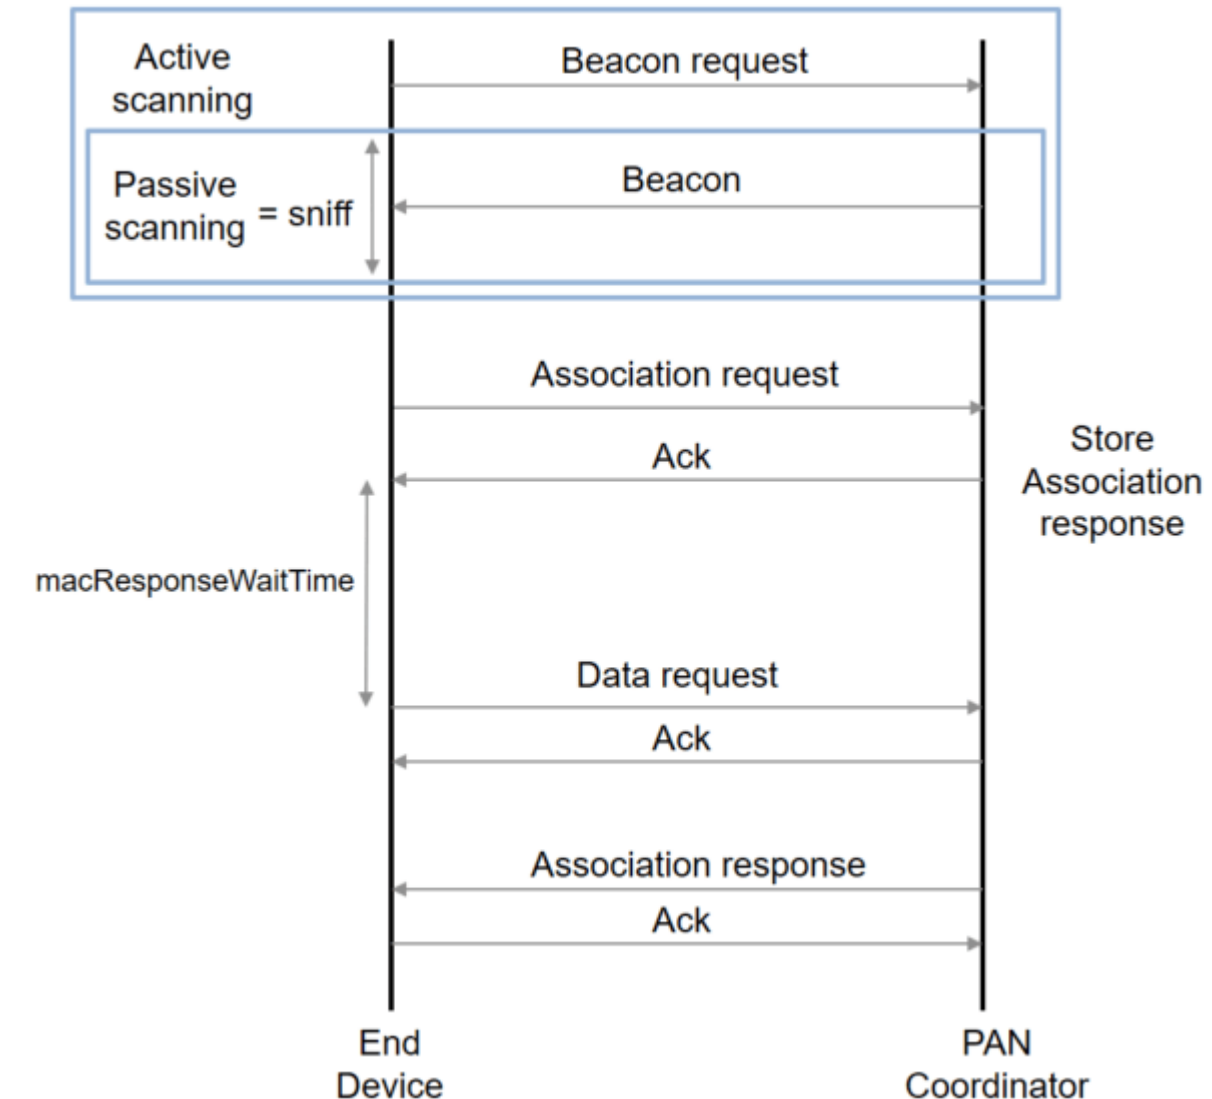 Active
scanning
Beacon request
Passive
scanning
= sniff
Beacon
Association request
Ack
Store
Association
response
macResponseWaitTime
Data request
Ack
Association response
Ack
End
Device
PAN
Coordinator